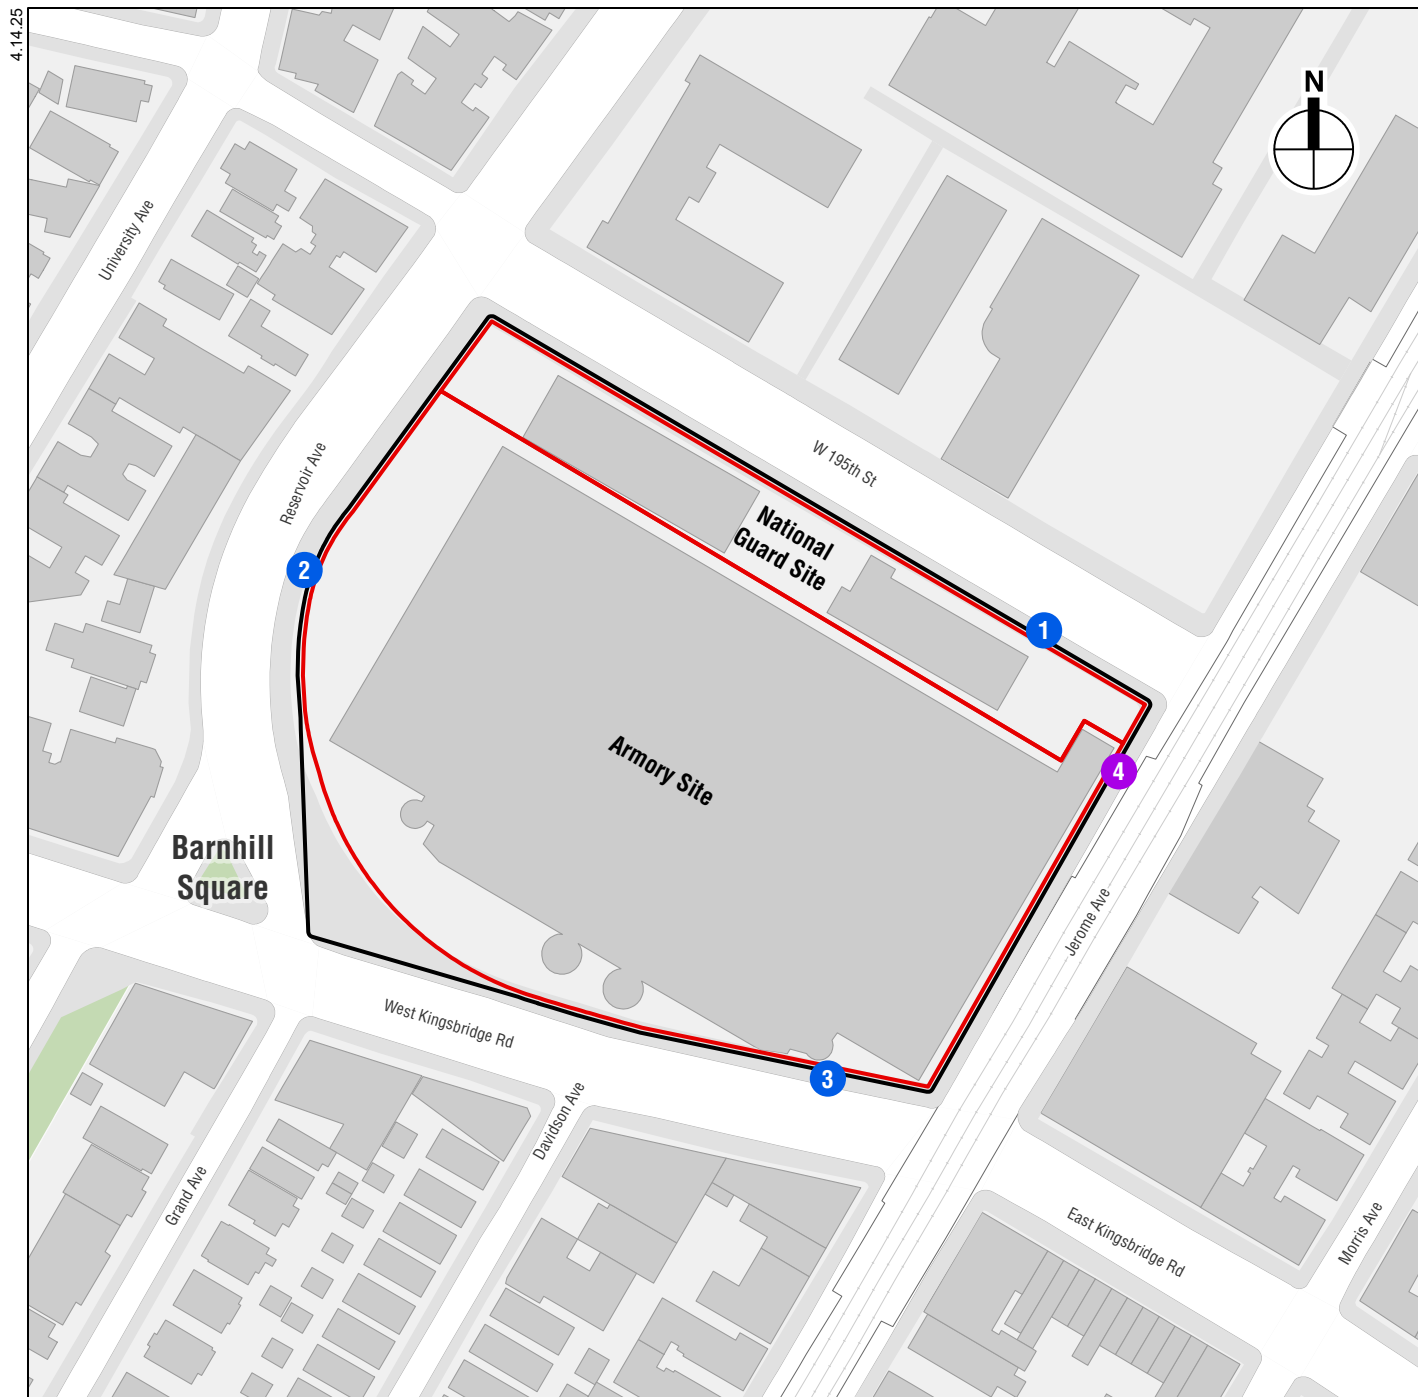 4.14.25
N
University Ave
Reservoir Ave
W 195th St
National
Guard Site
1
2
Armory Site
4
Barnhill
Square
Jerome Ave
West Kingsbridge Rd
3
Davidson Ave
Grand Ave
East Kingsbridge Rd
Morris Ave